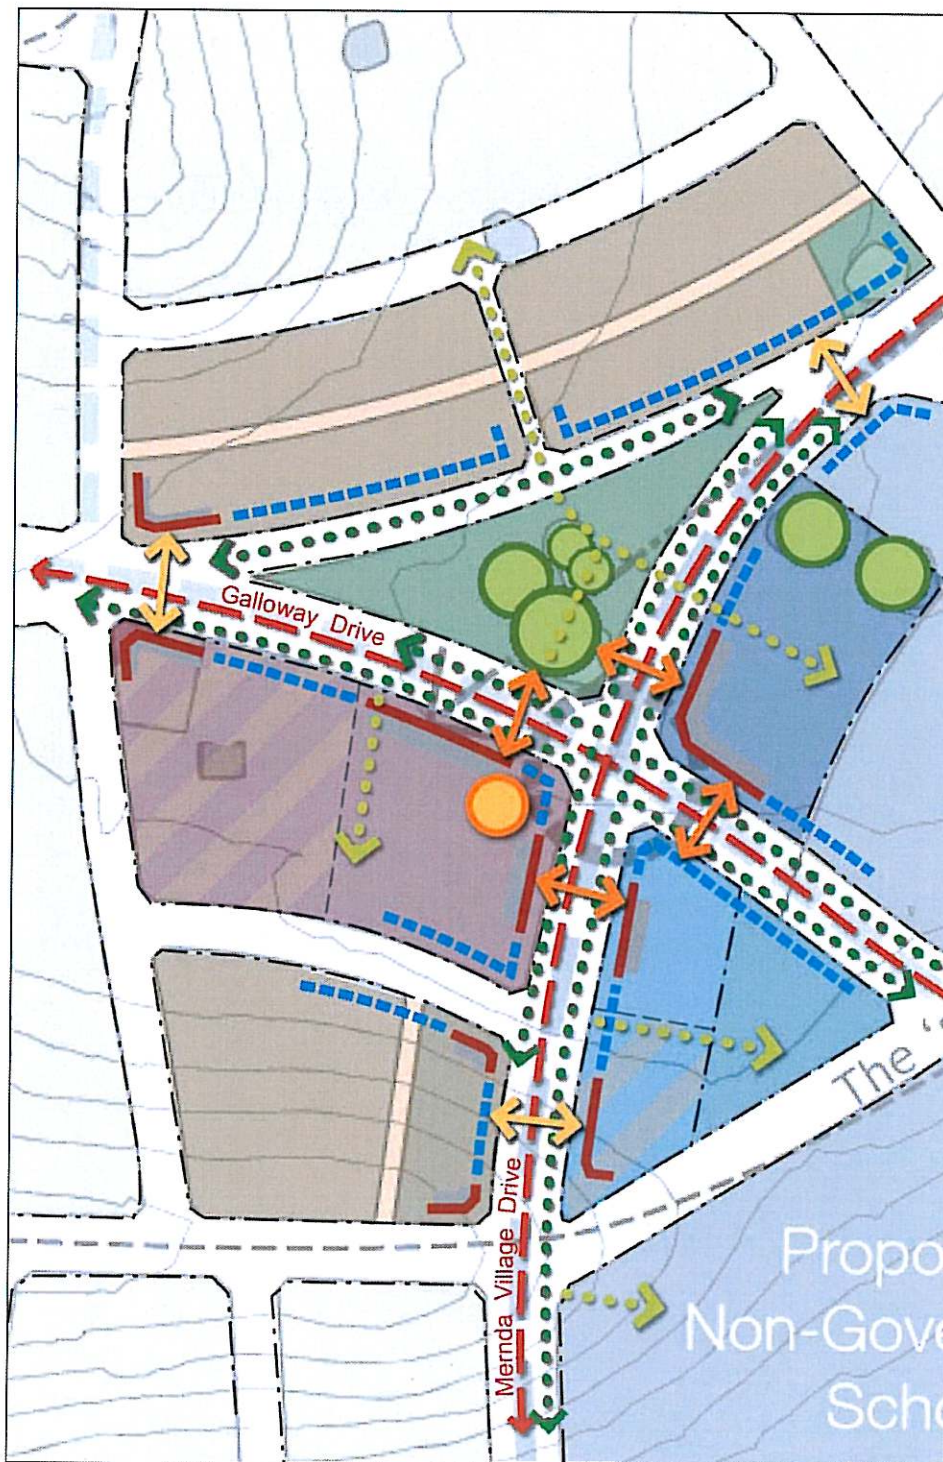 Galloway Drive
The '
Mernda Village Drive
Propo
Non-Gove
Scho